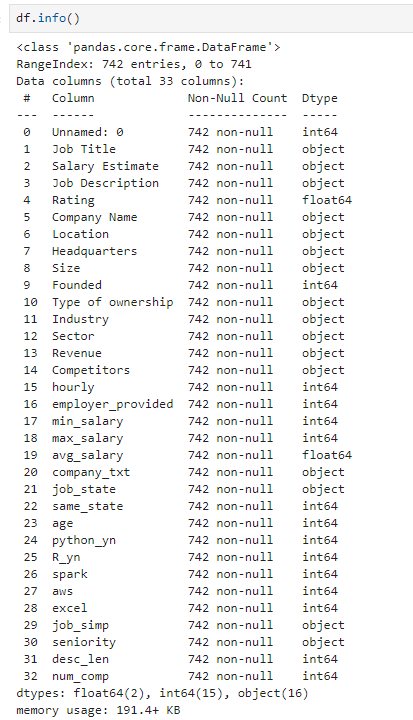 df.info()
<class 'pandas.core.frame.DataFrame'>
RangeIndex: 742 entries, 0 to 741
Data columns (total 33 columns):
 #   Column             Non-Null Count  Dtype
---  ------             --------------  -----
 0   Unnamed: 0         742 non-null    int64
 1   Job Title          742 non-null    object
 2   Salary Estimate    742 non-null    object
 3   Job Description    742 non-null    object
 4   Rating             742 non-null    float64
 5   Company Name       742 non-null    object
 6   Location           742 non-null    object
 7   Headquarters       742 non-null    object
 8   Size               742 non-null    object
 9   Founded            742 non-null    int64
 10  Type of ownership  742 non-null    object
 11  Industry           742 non-null    object
 12  Sector             742 non-null    object
 13  Revenue            742 non-null    object
 14  Competitors        742 non-null    object
 15  hourly             742 non-null    int64
 16  employer_provided  742 non-null    int64
 17  min_salary         742 non-null    int64
 18  max_salary         742 non-null    int64
 19  avg_salary         742 non-null    float64
 20  company_txt        742 non-null    object
 21  job_state          742 non-null    object
 22  same_state         742 non-null    int64
 23  age                742 non-null    int64
 24  python_yn          742 non-null    int64
 25  R_yn               742 non-null    int64
 26  spark              742 non-null    int64
 27  aws                742 non-null    int64
 28  excel              742 non-null    int64
 29  job_simp           742 non-null    object
 30  seniority          742 non-null    object
 31  desc_len           742 non-null    int64
 32  num_comp           742 non-null    int64
dtypes: float64(2), int64(15), object(16)
memory usage: 191.4+ KB